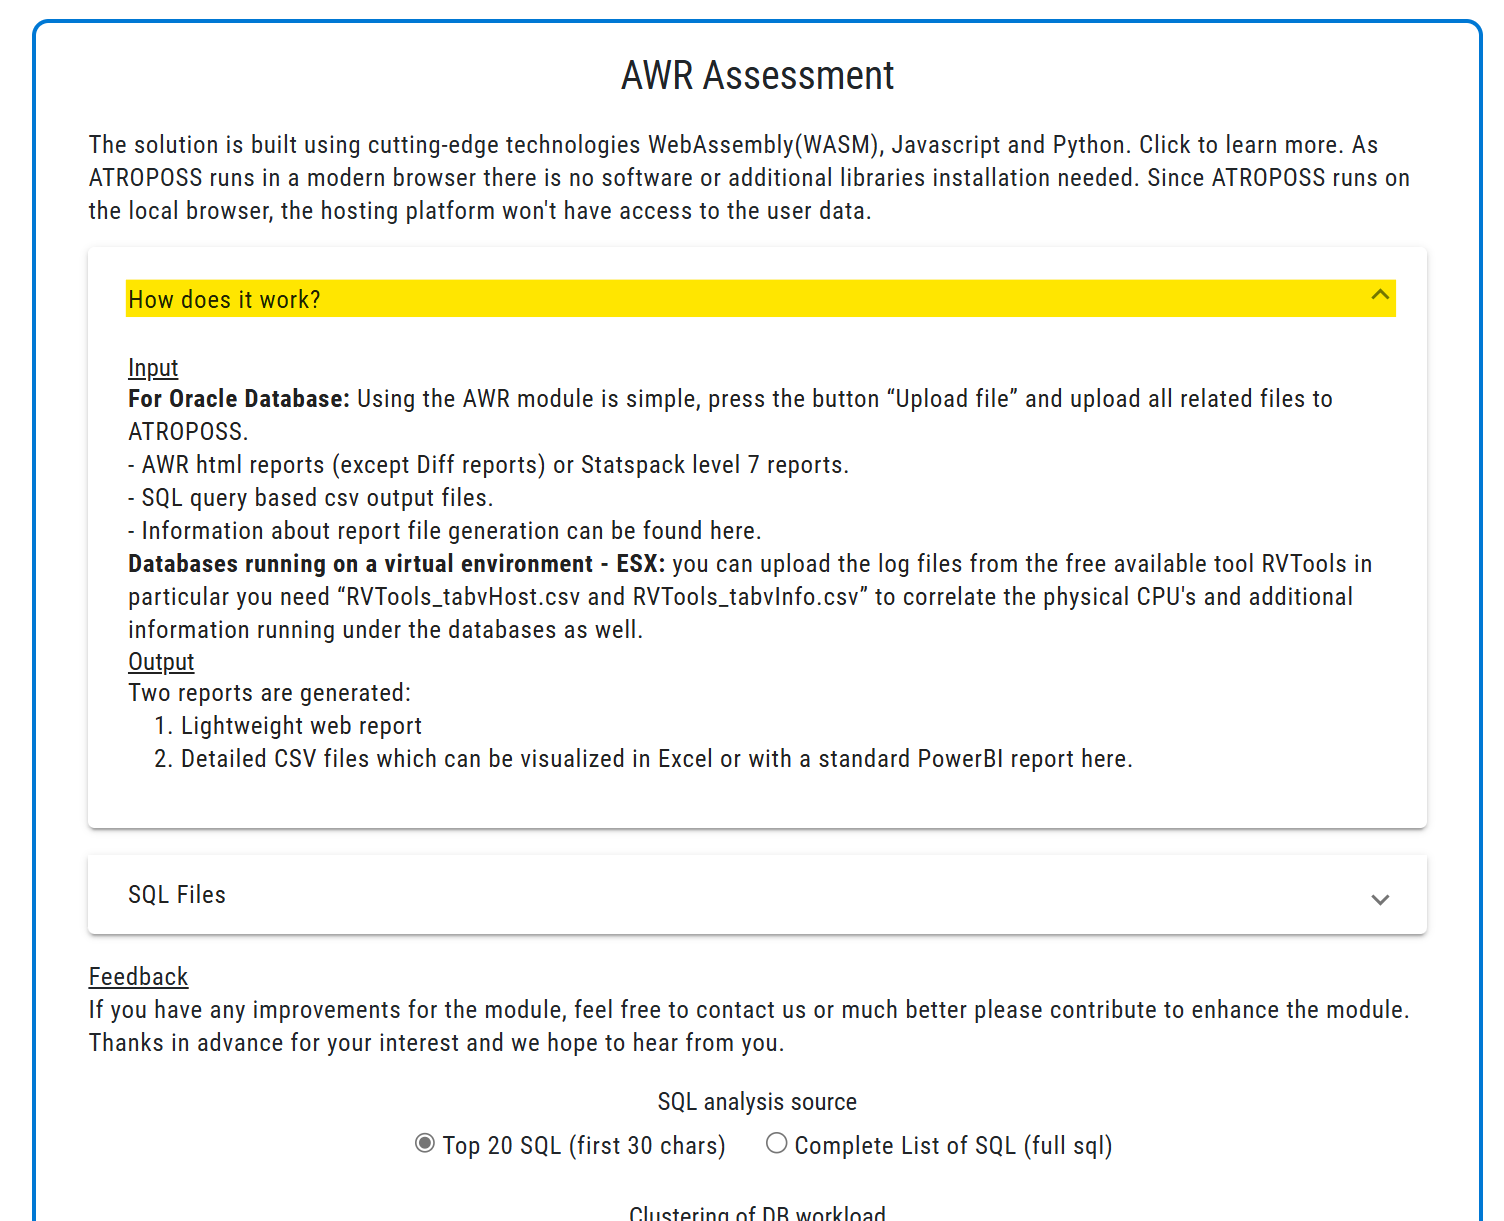 AWR Assessment
The solution is built using cutting-edge technologies WebAssembly(WASM), Javascript and Python. Click to learn more. As
ATROPOSS runs in a modern browser there is no software or additional libraries installation needed. Since ATROPOSS runs on
the local browser, the hosting platform won't have access to the user data.
How does it work?
Input
For Oracle Database: Using the AWR module is simple, press the button “Upload file” and upload all related files to
ATROPOSS.
- AWR html reports (except Diff reports) or Statspack level 7 reports.
- SQL query based csv output files.
- Information about report file generation can be found here.
Databases running on a virtual environment - ESX: you can upload the log files from the free available tool RVTools in
particular you need “RVTools_tabvHost.csv and RVTools_tabvInfo.csv” to correlate the physical CPU's and additional
information running under the databases as well.
Output
Two reports are generated:
1. Lightweight web report
2. Detailed CSV files which can be visualized in Excel or with a standard PowerBI report here.
SQL Files
Feedback
If you have any improvements for the module, feel free to contact us or much better please contribute to enhance the module.
Thanks in advance for your interest and we hope to hear from you.
SQL analysis source
Top 20 SQL (first 30 chars) Complete List of SQL (full sql)
Clustering of DB workload